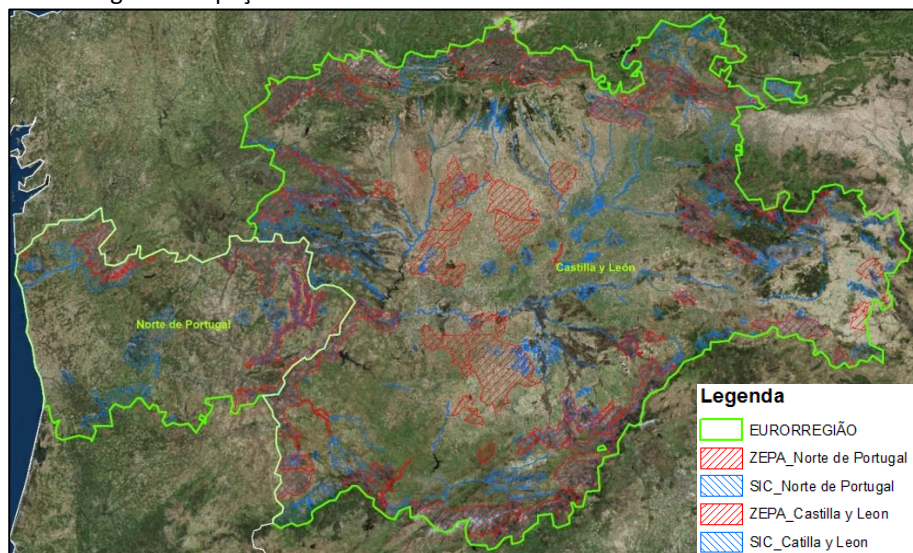 Castilla y León
Norte de Portugal
Legenda
EURORREGIÃO
ZEPA_Norte de Portugal
SIC_Norte de Portugal
ZEPA_Castilla y Leon
SIC_Catilla y Leon